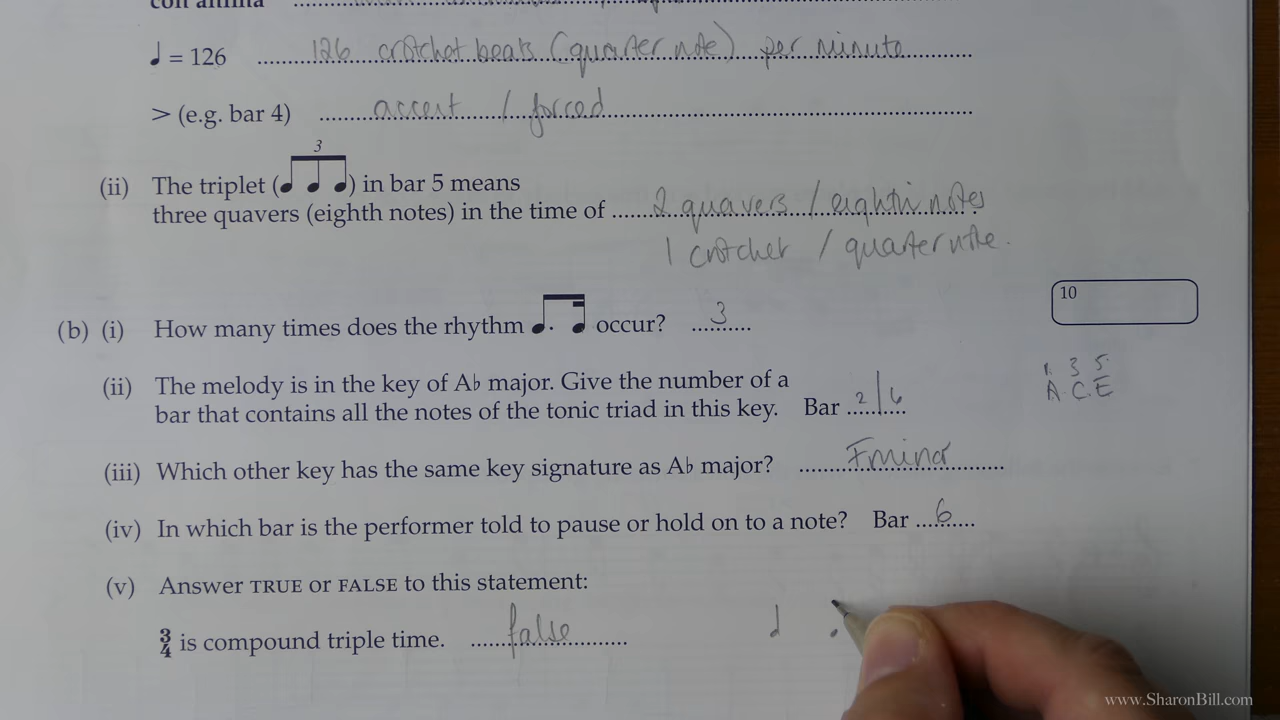 con anima
♩ = 126 126 crotchet beats (quarter note) per minute
> (e.g. bar 4) accent / forced
3
(ii) The triplet ( ) in bar 5 means
three quavers (eighth notes) in the time of 2 quavers / eighth notes
1 crotchet / quarter note.
10
(b) (i) How many times does the rhythm occur? 3
1. 3 5.
(ii) The melody is in the key of A♭ major. Give the number of a
A.C.E
bar that contains all the notes of the tonic triad in this key. Bar 2/6
(iii) Which other key has the same key signature as A♭ major? F minor
(iv) In which bar is the performer told to pause or hold on to a note? Bar 6
(v) Answer TRUE or FALSE to this statement:
3/4 is compound triple time. false
www.SharonBill.com